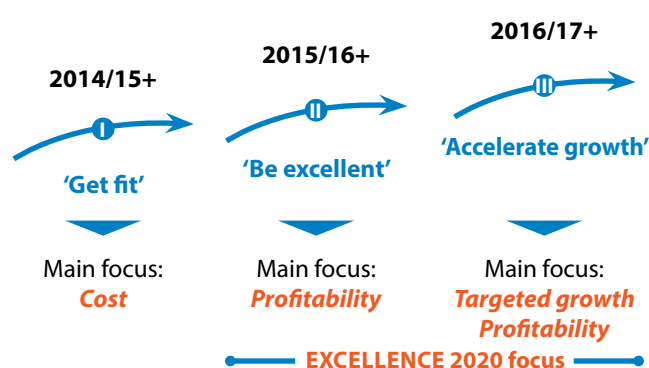 2014/15+
I
‘Get fit’
Main focus:
Cost
2015/16+
II
‘Be excellent’
Main focus:
Profitability
2016/17+
III
‘Accelerate growth’
Main focus:
Targeted growth
Profitability
EXCELLENCE 2020 focus